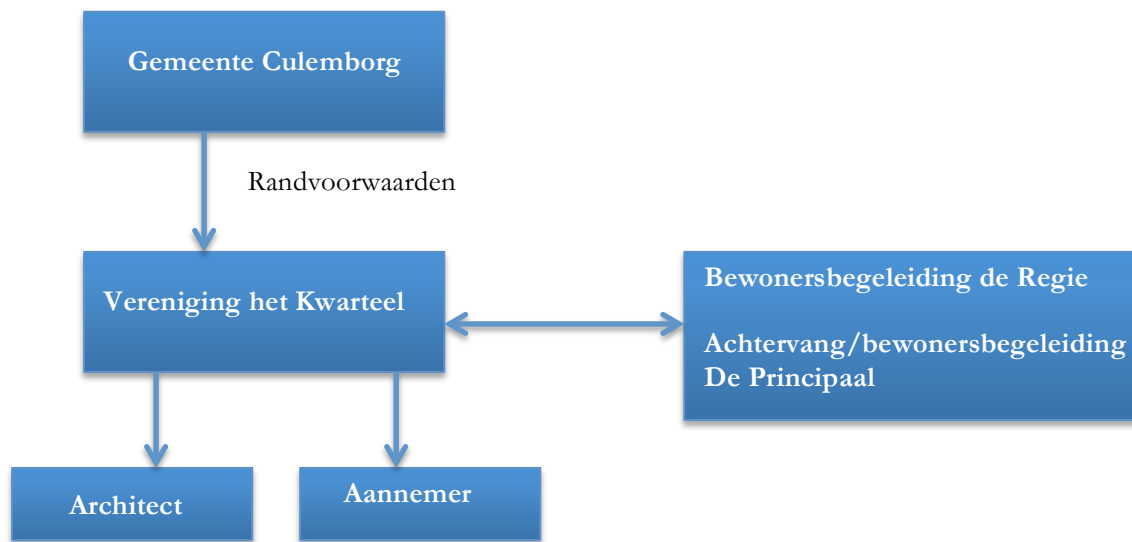 Gemeente Culemborg
Randvoorwaarden
Vereniging het Kwarteel
Bewonersbegeleiding de Regie
Achtervang/bewonersbegeleiding
De Principaal
Architect
Aannemer